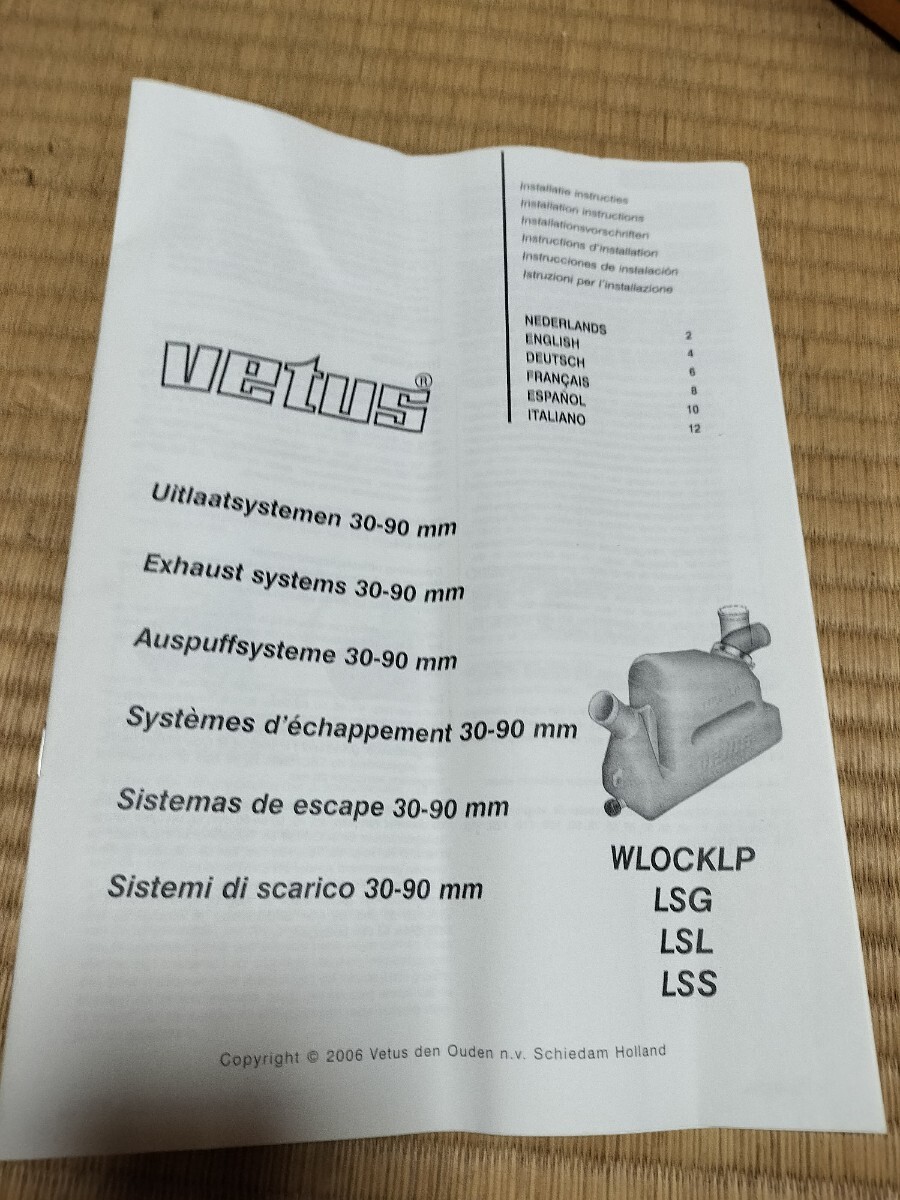 Installatie instructies
Installation instructions
Installationsvorschriften
Instructions d'installation
Instrucciones de instalación
Istruzioni per l'installazione
NEDERLANDS 2
ENGLISH 4
DEUTSCH 6
FRANÇAIS 8
ESPAÑOL 10
ITALIANO 12
vetus®
Uitlaatsystemen 30-90 mm
Exhaust systems 30-90 mm
Auspuffsysteme 30-90 mm
Systèmes d'échappement 30-90 mm
Sistemas de escape 30-90 mm
Sistemi di scarico 30-90 mm
vetus
WLOCKLP
LSG
LSL
LSS
Copyright © 2006 Vetus den Ouden n.v. Schiedam Holland